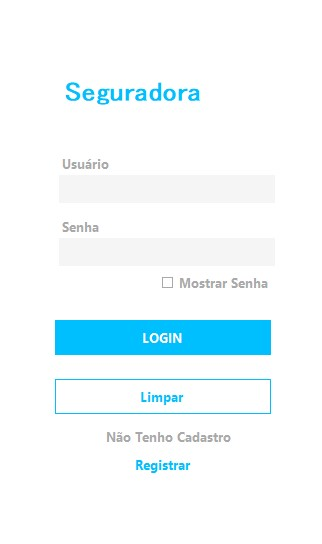 Seguradora
Usuário
Senha
Mostrar Senha
LOGIN
Limpar
Não Tenho Cadastro
Registrar